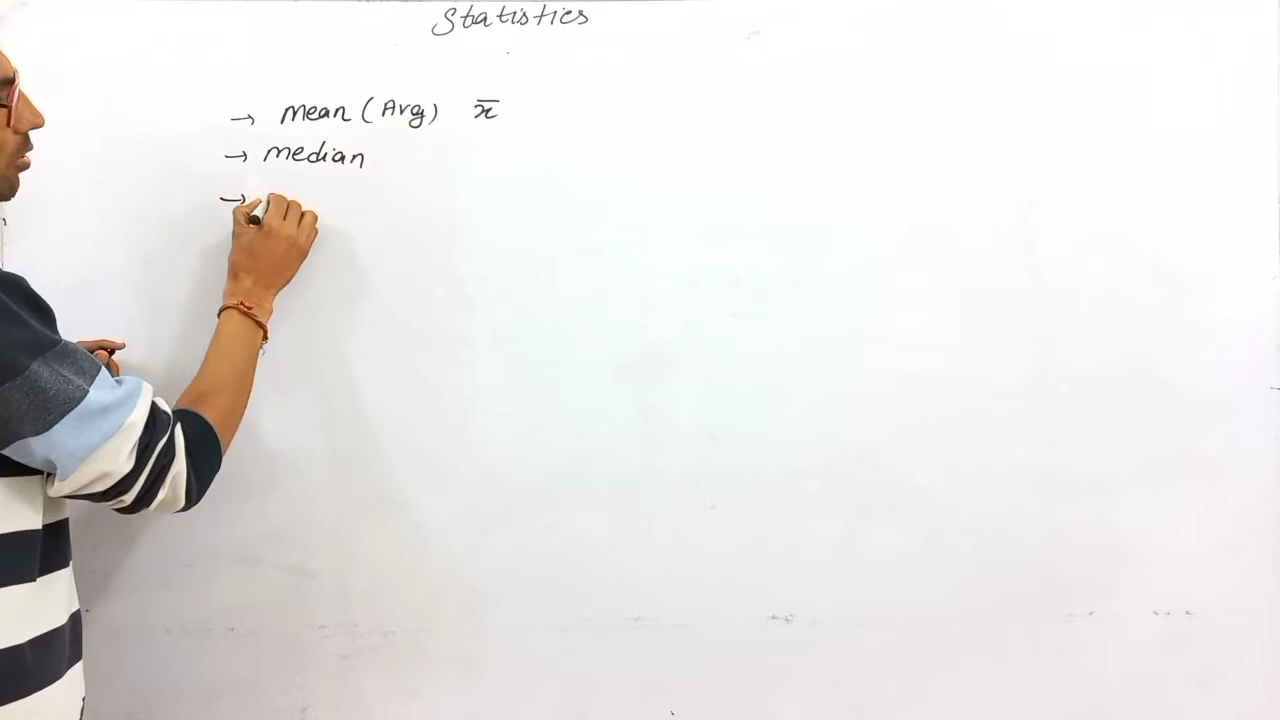 Statistics
→ mean (Avg) x̄
→ median
→